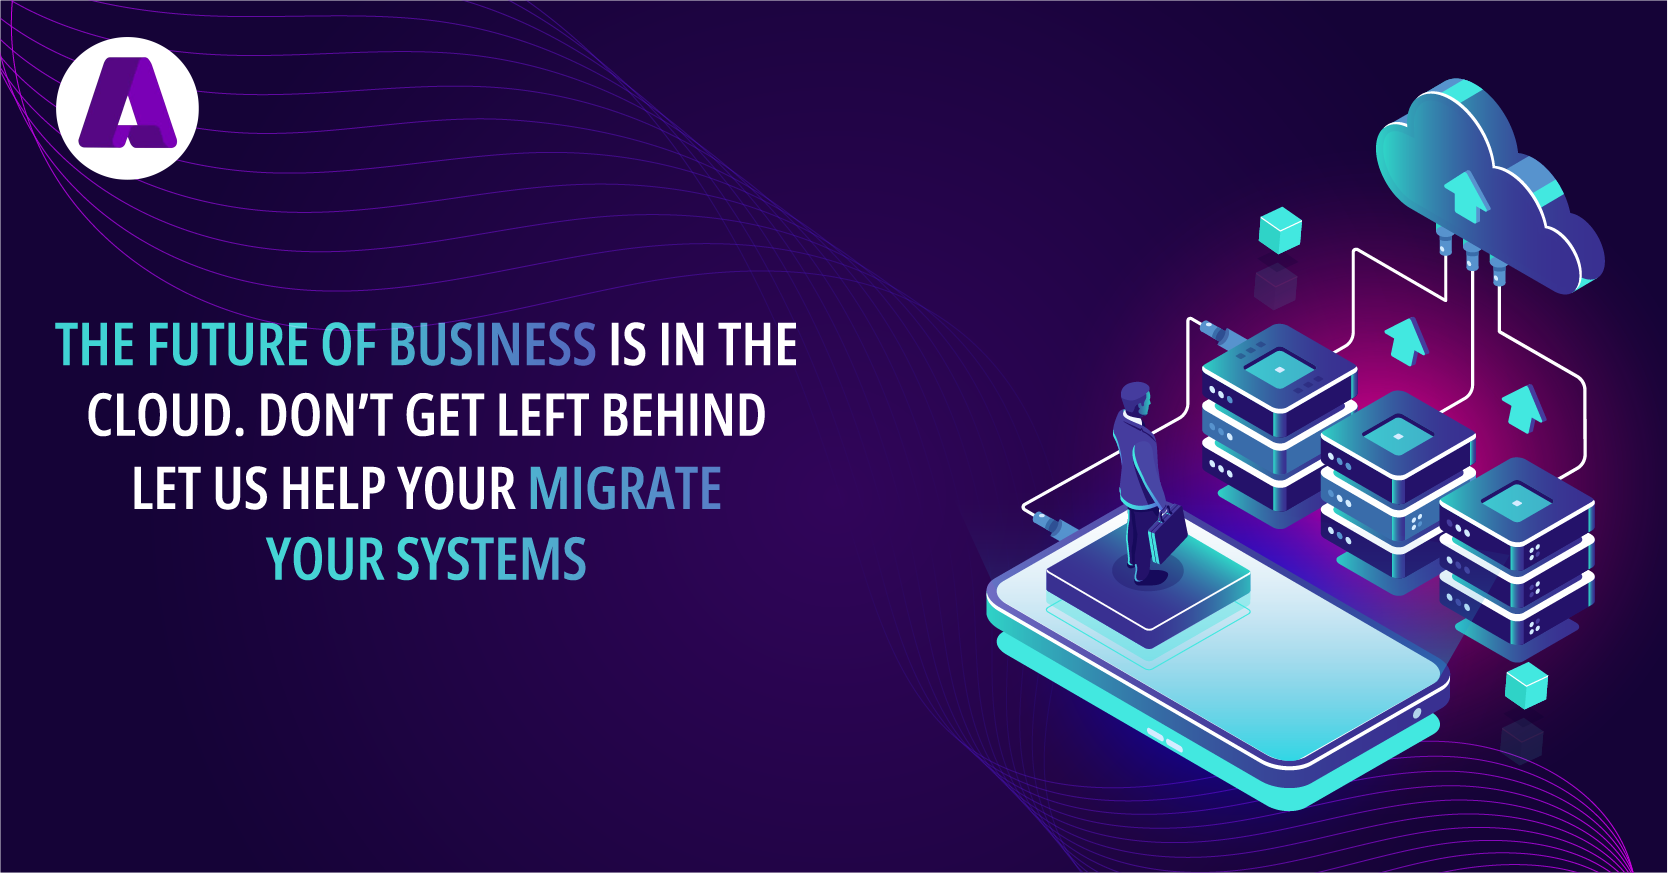 A
THE FUTURE OF BUSINESS IS IN THE
CLOUD. DON'T GET LEFT BEHIND
LET US HELP YOUR MIGRATE
YOUR SYSTEMS